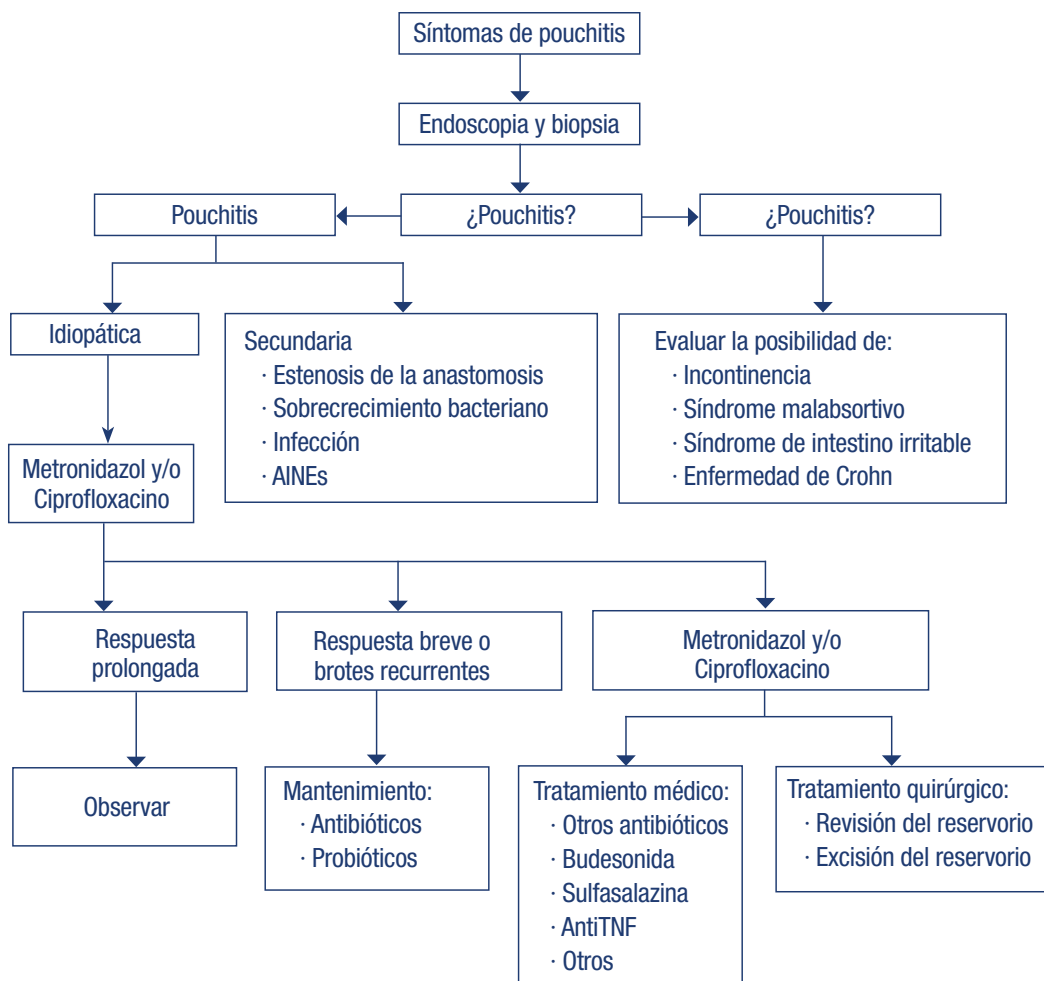 Síntomas de pouchitis
Endoscopia y biopsia
Pouchitis
¿Pouchitis?
¿Pouchitis?
Idiopática
Secundaria
· Estenosis de la anastomosis
· Sobrecrecimiento bacteriano
· Infección
· AINEs
Evaluar la posibilidad de:
· Incontinencia
· Síndrome malabsortivo
· Síndrome de intestino irritable
· Enfermedad de Crohn
Metronidazol y/o
Ciprofloxacino
Respuesta
prolongada
Respuesta breve o
brotes recurrentes
Metronidazol y/o
Ciprofloxacino
Observar
Mantenimiento:
· Antibióticos
· Probióticos
Tratamiento médico:
· Otros antibióticos
· Budesonida
· Sulfasalazina
· AntiTNF
· Otros
Tratamiento quirúrgico:
· Revisión del reservorio
· Excisión del reservorio